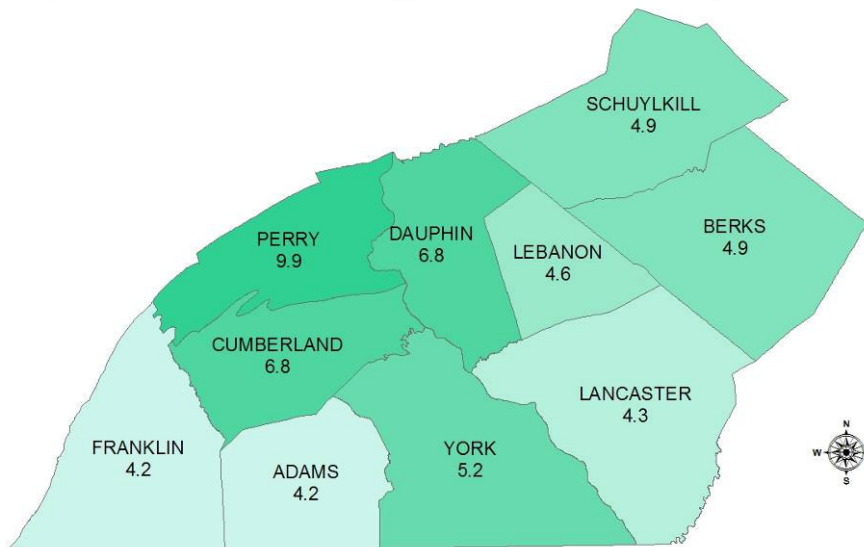 SCHUYLKILL
4.9
BERKS
4.9
PERRY
9.9
DAUPHIN
6.8
LEBANON
4.6
CUMBERLAND
6.8
LANCASTER
4.3
FRANKLIN
4.2
ADAMS
4.2
YORK
5.2
N
W
S